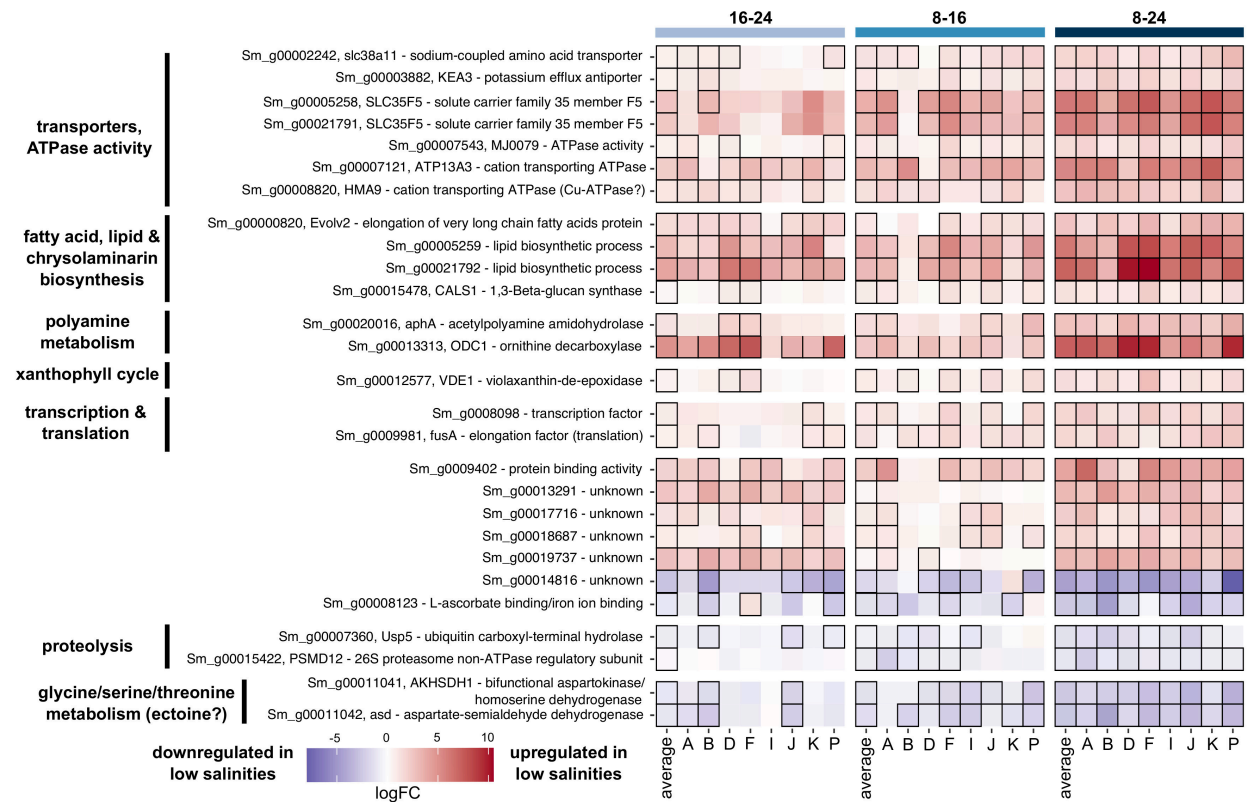 16-24
8-16
8-24
transporters,
ATPase activity
Sm_g00002242, slc38a11 - sodium-coupled amino acid transporter
Sm_g00003882, KEA3 - potassium efflux antiporter
Sm_g00005258, SLC35F5 - solute carrier family 35 member F5
Sm_g00021791, SLC35F5 - solute carrier family 35 member F5
Sm_g00007543, MJ0079 - ATPase activity
Sm_g00007121, ATP13A3 - cation transporting ATPase
Sm_g00008820, HMA9 - cation transporting ATPase (Cu-ATPase?)
fatty acid, lipid &
chrysolaminarin
biosynthesis
Sm_g00000820, Evolv2 - elongation of very long chain fatty acids protein
Sm_g00005259 - lipid biosynthetic process
Sm_g00021792 - lipid biosynthetic process
Sm_g00015478, CALS1 - 1,3-Beta-glucan synthase
polyamine
metabolism
Sm_g00020016, aphA - acetylpolyamine amidohydrolase
Sm_g00013313, ODC1 - ornithine decarboxylase
xanthophyll cycle
Sm_g00012577, VDE1 - violaxanthin-de-epoxidase
transcription &
translation
Sm_g0008098 - transcription factor
Sm_g0009981, fusA - elongation factor (translation)
Sm_g0009402 - protein binding activity
Sm_g00013291 - unknown
Sm_g00017716 - unknown
Sm_g00018687 - unknown
Sm_g00019737 - unknown
Sm_g00014816 - unknown
Sm_g00008123 - L-ascorbate binding/iron ion binding
proteolysis
Sm_g00007360, Usp5 - ubiquitin carboxyl-terminal hydrolase
Sm_g00015422, PSMD12 - 26S proteasome non-ATPase regulatory subunit
glycine/serine/threonine
metabolism (ectoine?)
Sm_g00011041, AKHSDH1 - bifunctional aspartokinase/
homoserine dehydrogenase
Sm_g00011042, asd - aspartate-semialdehyde dehydrogenase
average A B D F I J K P
average A B D F I J K P
average A B D F I J K P
downregulated in
low salinities
-5 0 5 10
logFC
upregulated in
low salinities